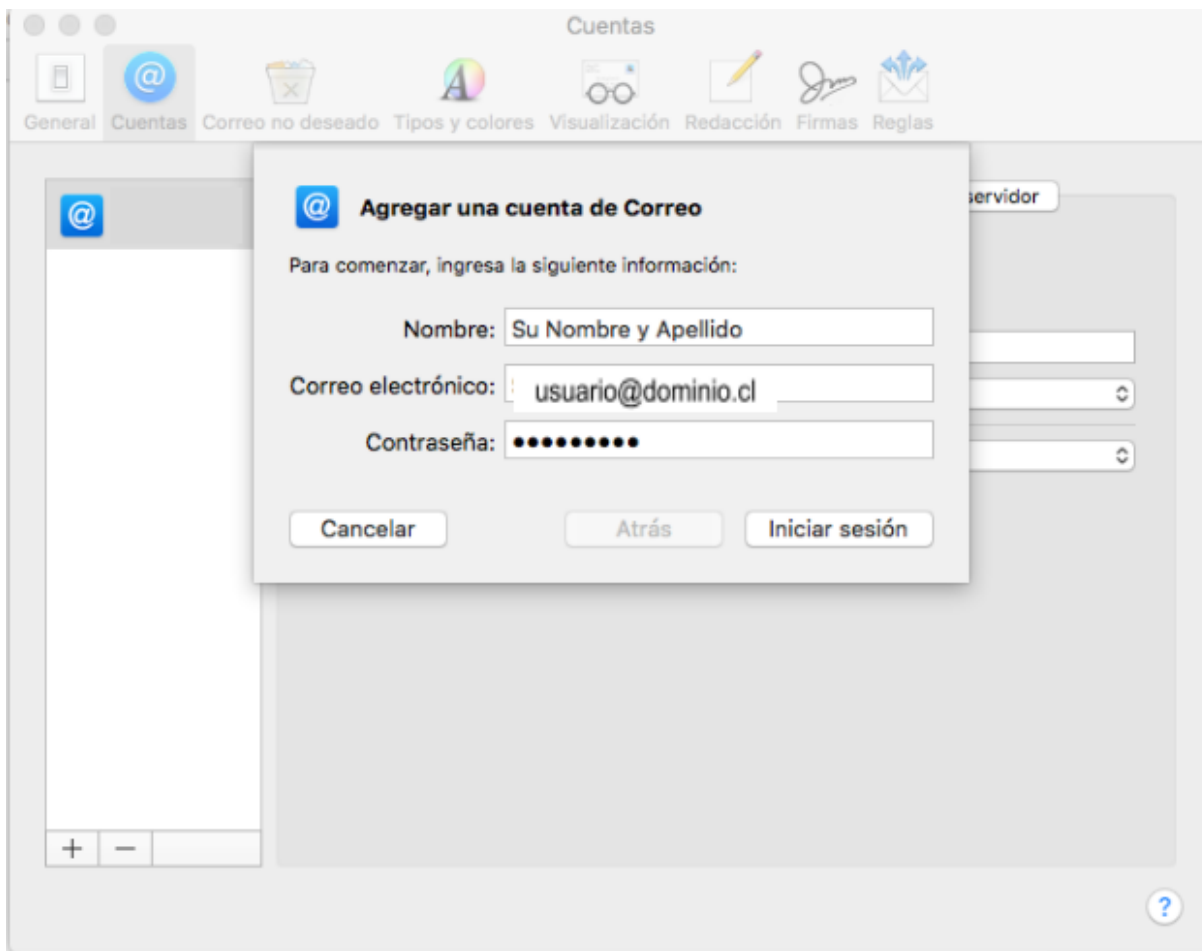 Cuentas
General Cuentas Correo no deseado Tipos y colores Visualización Redacción Firmas Reglas
servidor
Agregar una cuenta de Correo
Para comenzar, ingresa la siguiente información:
Nombre: Su Nombre y Apellido
Correo electrónico: usuario@dominio.cl
Contraseña: •••••••••
Cancelar Atrás Iniciar sesión
+ −
?